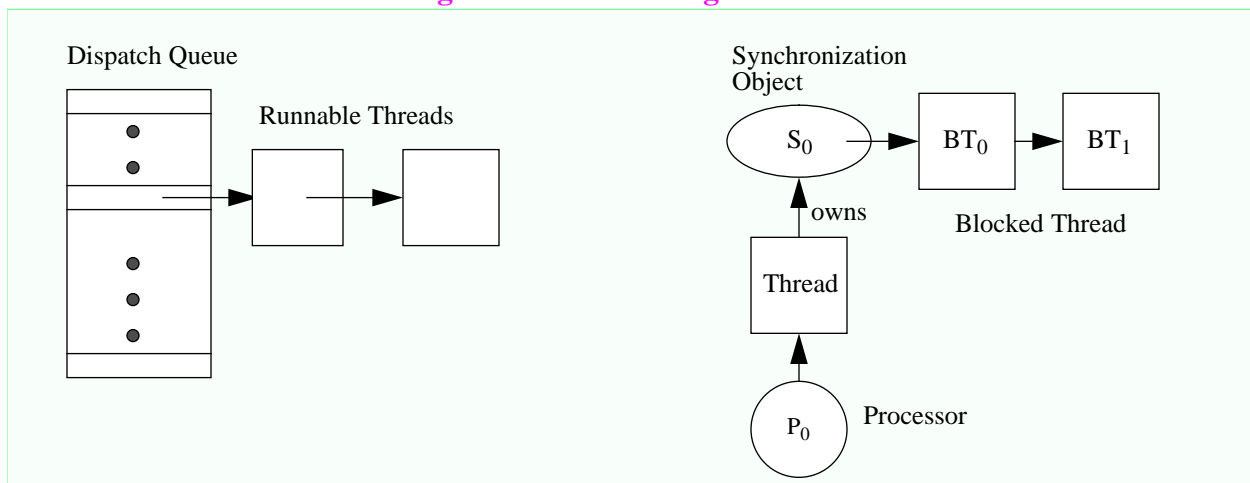 Dispatch Queue
Runnable Threads
Synchronization
Object
S0
BT0
BT1
owns
Blocked Thread
Thread
P0
Processor